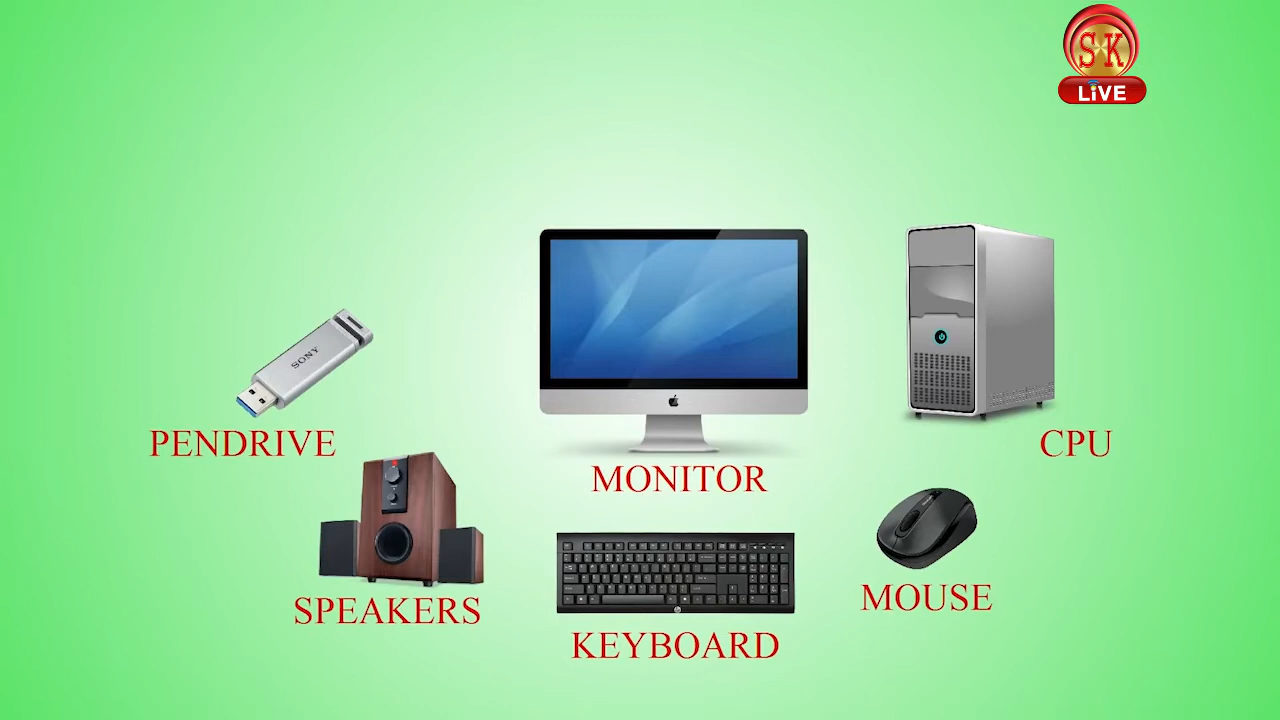 SK
LiVE
SONY
PENDRIVE
MONITOR
CPU
SPEAKERS
KEYBOARD
MOUSE